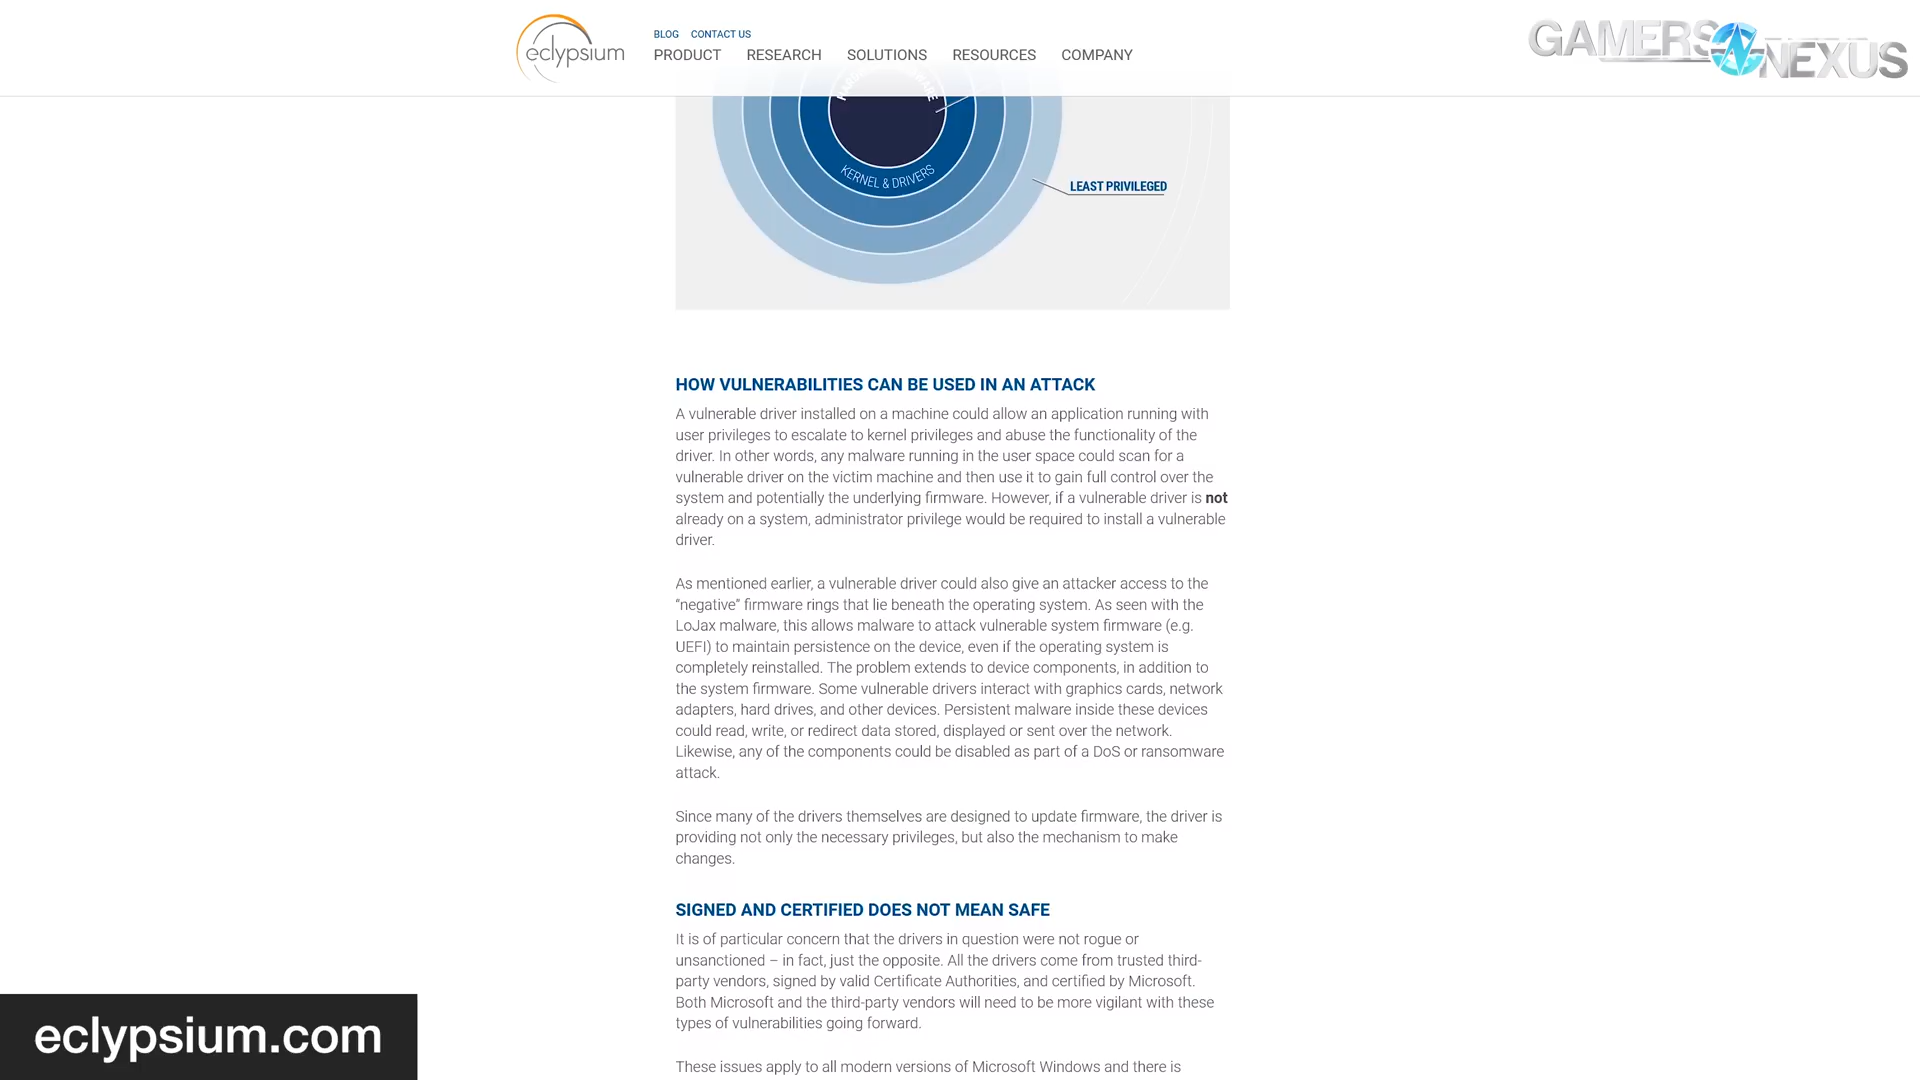 eclypsium
BLOG CONTACT US
PRODUCT RESEARCH SOLUTIONS RESOURCES COMPANY
GAMERS NEXUS
KERNEL & DRIVERS
LEAST PRIVILEGED
HOW VULNERABILITIES CAN BE USED IN AN ATTACK
A vulnerable driver installed on a machine could allow an application running with
user privileges to escalate to kernel privileges and abuse the functionality of the
driver. In other words, any malware running in the user space could scan for a
vulnerable driver on the victim machine and then use it to gain full control over the
system and potentially the underlying firmware. However, if a vulnerable driver is not
already on a system, administrator privilege would be required to install a vulnerable
driver.
As mentioned earlier, a vulnerable driver could also give an attacker access to the
“negative“ firmware rings that lie beneath the operating system. As seen with the
LoJax malware, this allows malware to attack vulnerable system firmware (e.g.
UEFI) to maintain persistence on the device, even if the operating system is
completely reinstalled. The problem extends to device components, in addition to
the system firmware. Some vulnerable drivers interact with graphics cards, network
adapters, hard drives, and other devices. Persistent malware inside these devices
could read, write, or redirect data stored, displayed or sent over the network.
Likewise, any of the components could be disabled as part of a DoS or ransomware
attack.
Since many of the drivers themselves are designed to update firmware, the driver is
providing not only the necessary privileges, but also the mechanism to make
changes.
SIGNED AND CERTIFIED DOES NOT MEAN SAFE
It is of particular concern that the drivers in question were not rogue or
unsanctioned – in fact, just the opposite. All the drivers come from trusted third-
party vendors, signed by valid Certificate Authorities, and certified by Microsoft.
Both Microsoft and the third-party vendors will need to be more vigilant with these
types of vulnerabilities going forward.
These issues apply to all modern versions of Microsoft Windows and there is
eclypsium.com